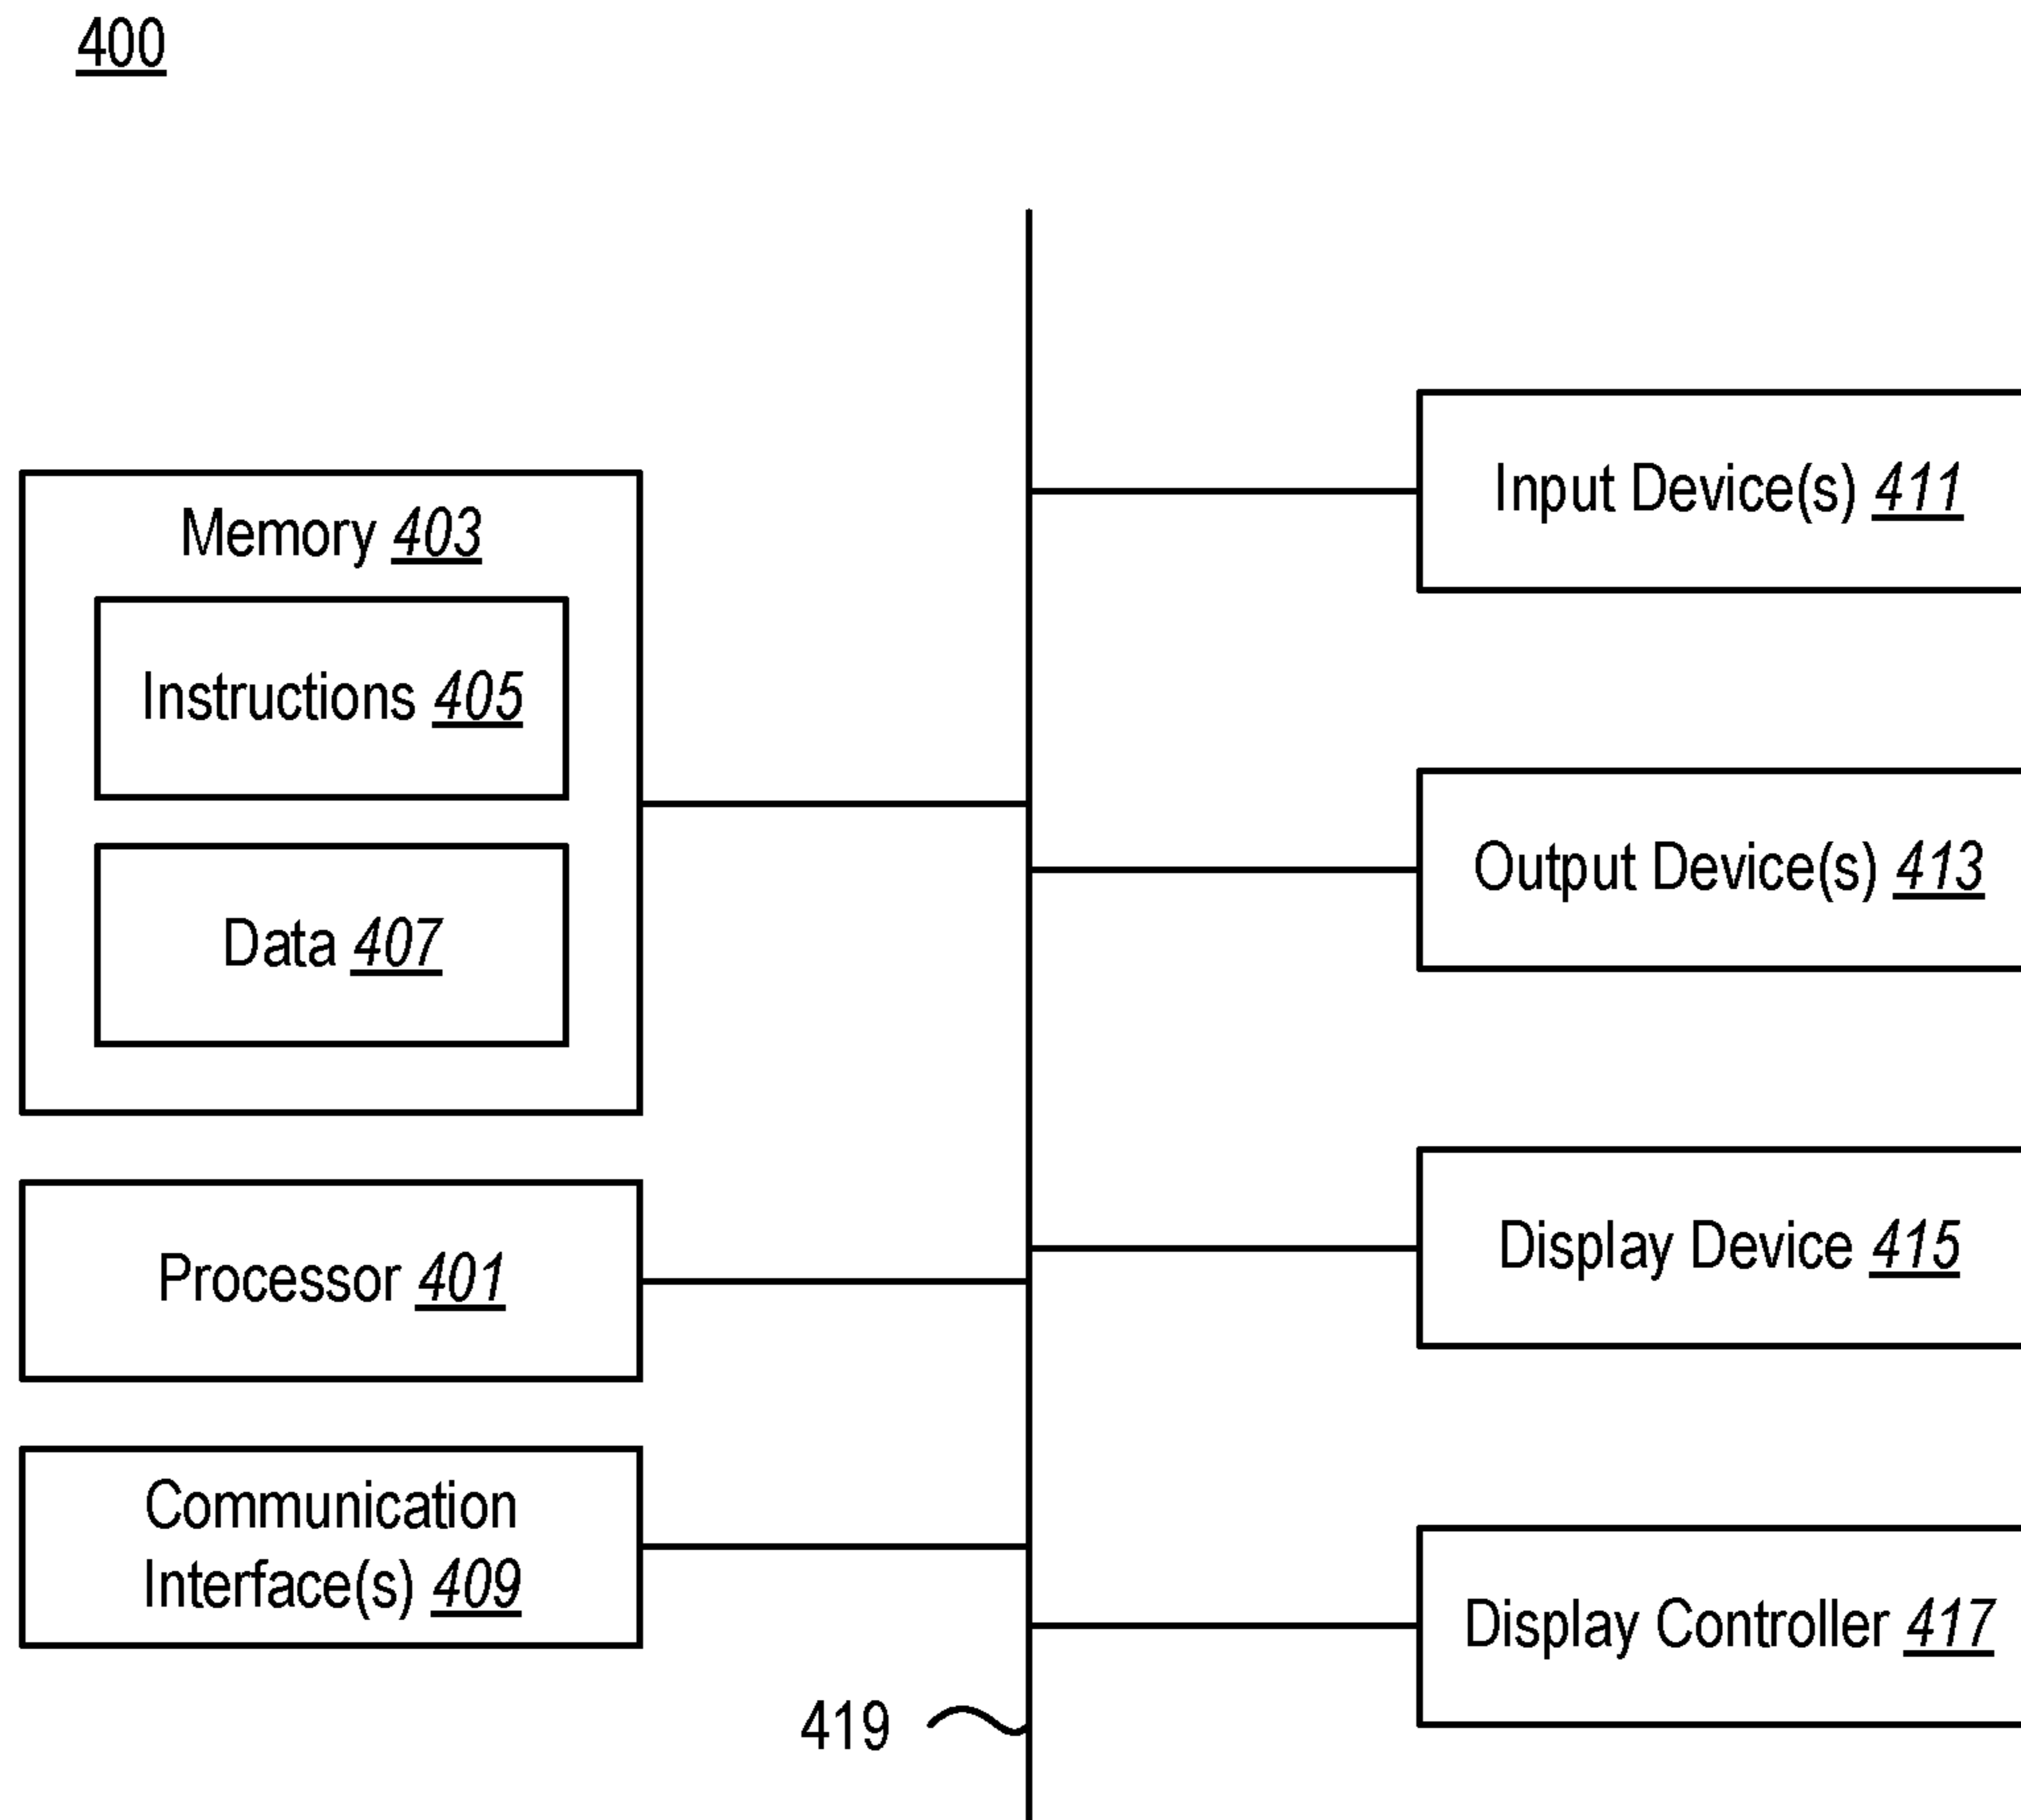 400
Memory 403
Instructions 405
Data 407
Processor 401
Communication
Interface(s) 409
Input Device(s) 411
Output Device(s) 413
Display Device 415
Display Controller 417
419